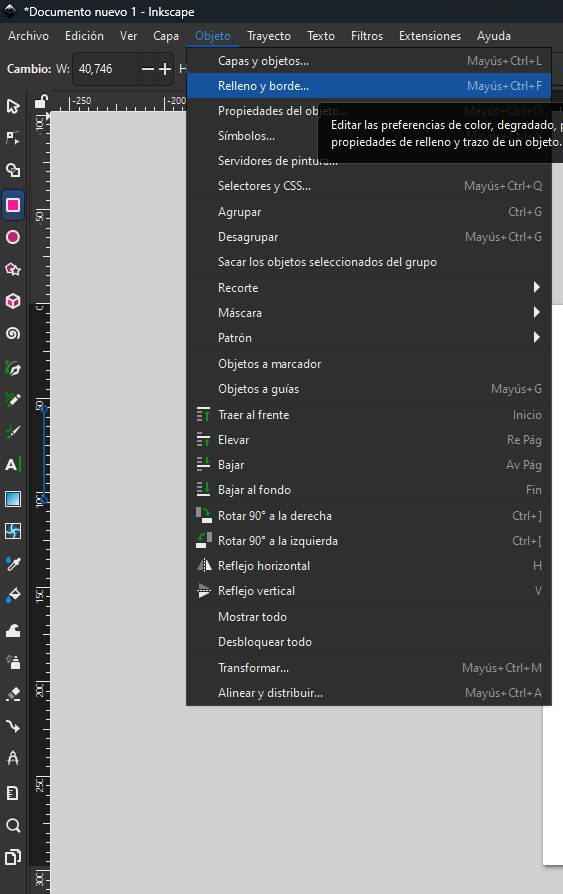 *Documento nuevo 1 - Inkscape
Archivo Edición Ver Capa Objeto Trayecto Texto Filtros Extensiones Ayuda
Cambio: W: 40,746 H
Capas y objetos... Mayús+Ctrl+L
Relleno y borde... Mayús+Ctrl+F
Propiedades del objeto... Mayús+Ctrl+O
Editar las preferencias de color, degradado,
propiedades de relleno y trazo de un objeto.
Símbolos...
Servidores de pintura...
Selectores y CSS... Mayús+Ctrl+Q
Agrupar Ctrl+G
Desagrupar Mayús+Ctrl+G
Sacar los objetos seleccionados del grupo
Recorte
Máscara
Patrón
Objetos a marcador
Objetos a guías Mayús+G
Traer al frente Inicio
Elevar Re Pág
Bajar Av Pág
Bajar al fondo Fin
Rotar 90° a la derecha Ctrl+]
Rotar 90° a la izquierda Ctrl+[
Reflejo horizontal H
Reflejo vertical V
Mostrar todo
Desbloquear todo
Transformar... Mayús+Ctrl+M
Alinear y distribuir... Mayús+Ctrl+A
-250 -200
-100
-50
0
50
100
150
200
250
300